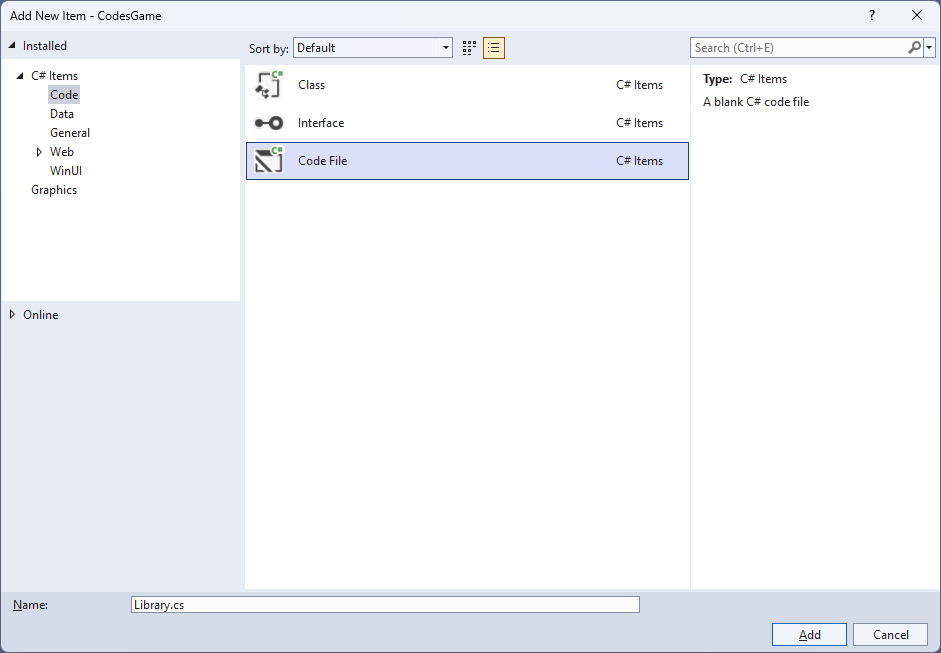 Add New Item - CodesGame ?
Installed
Sort by: Default
Search (Ctrl+E)
C# Items
Code
Data
General
Web
WinUI
Graphics
Online
Class C# Items
Interface C# Items
Code File C# Items
Type: C# Items
A blank C# code file
Name: Library.cs
Add Cancel